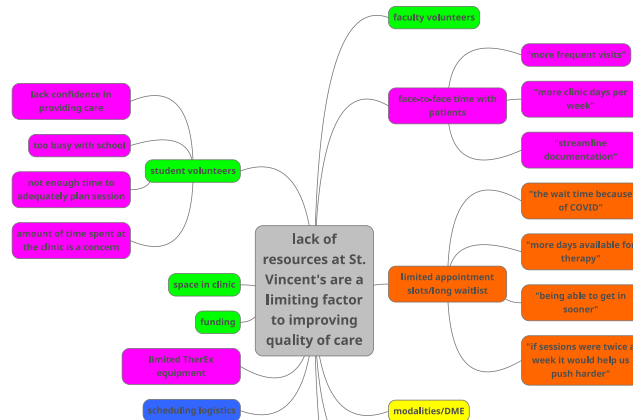 faculty volunteers
"more frequent visits"
face-to-face time with
patients
"more clinic days per
week"
"streamline
documentation"
lack confidence in
providing care
too busy with school
student volunteers
not enough time to
adequately plan session
amount of time spent at
the clinic is a concern
"the wait time because
of COVID"
"more days available for
therapy"
lack of
resources at St.
Vincent's are a
limiting factor
to improving
quality of care
limited appointment
slots/long waitlist
"being able to get in
sooner"
"if sessions were twice a
week it would help us
push harder"
space in clinic
funding
limited TherEx
equipment
scheduling logistics
modalities/DME